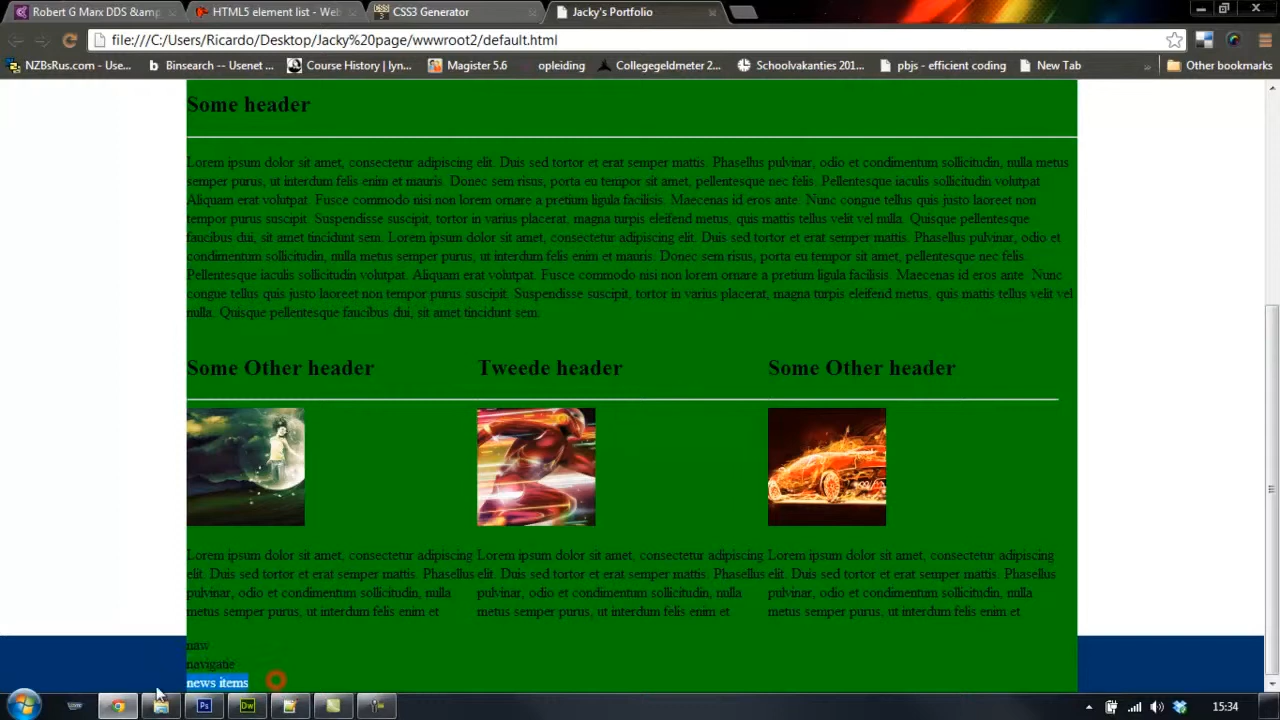 Robert G Marx DDS &amp
HTML5 element list - Web
CSS3 Generator
Jacky's Portfolio
file:///C:/Users/Ricardo/Desktop/Jacky%20page/wwwroot2/default.html
NZBsRus.com - Use...
Binsearch -- Usenet ...
Course History | lyn...
Magister 5.6
opleiding
Collegegeldmeter 2...
Schoolvakanties 201...
pbjs - efficient coding
New Tab
»
Other bookmarks
Some header
Lorem ipsum dolor sit amet, consectetur adipiscing elit. Duis sed tortor et erat semper mattis. Phasellus pulvinar, odio et condimentum sollicitudin, nulla metus
semper purus, ut interdum felis enim et mauris. Donec sem risus, porta eu tempor sit amet, pellentesque nec felis. Pellentesque iaculis sollicitudin volutpat.
Aliquam erat volutpat. Fusce commodo nisi non lorem ornare a pretium ligula facilisis. Maecenas id eros ante. Nunc congue tellus quis justo laoreet non
tempor purus suscipit. Suspendisse suscipit, tortor in varius placerat, magna turpis eleifend metus, quis mattis tellus velit vel nulla. Quisque pellentesque
faucibus dui, sit amet tincidunt sem. Lorem ipsum dolor sit amet, consectetur adipiscing elit. Duis sed tortor et erat semper mattis. Phasellus pulvinar, odio et
condimentum sollicitudin, nulla metus semper purus, ut interdum felis enim et mauris. Donec sem risus, porta eu tempor sit amet, pellentesque nec felis.
Pellentesque iaculis sollicitudin volutpat. Aliquam erat volutpat. Fusce commodo nisi non lorem ornare a pretium ligula facilisis. Maecenas id eros ante. Nunc
congue tellus quis justo laoreet non tempor purus suscipit. Suspendisse suscipit, tortor in varius placerat, magna turpis eleifend metus, quis mattis tellus velit vel
nulla. Quisque pellentesque faucibus dui, sit amet tincidunt sem.
Some Other header
Tweede header
Some Other header
Lorem ipsum dolor sit amet, consectetur adipiscing
elit. Duis sed tortor et erat semper mattis. Phasellus
pulvinar, odio et condimentum sollicitudin, nulla
metus semper purus, ut interdum felis enim et
Lorem ipsum dolor sit amet, consectetur adipiscing
elit. Duis sed tortor et erat semper mattis. Phasellus
pulvinar, odio et condimentum sollicitudin, nulla
metus semper purus, ut interdum felis enim et
Lorem ipsum dolor sit amet, consectetur adipiscing
elit. Duis sed tortor et erat semper mattis. Phasellus
pulvinar, odio et condimentum sollicitudin, nulla
metus semper purus, ut interdum felis enim et
naw
navigatie
news items
Ps
Dw
15:34